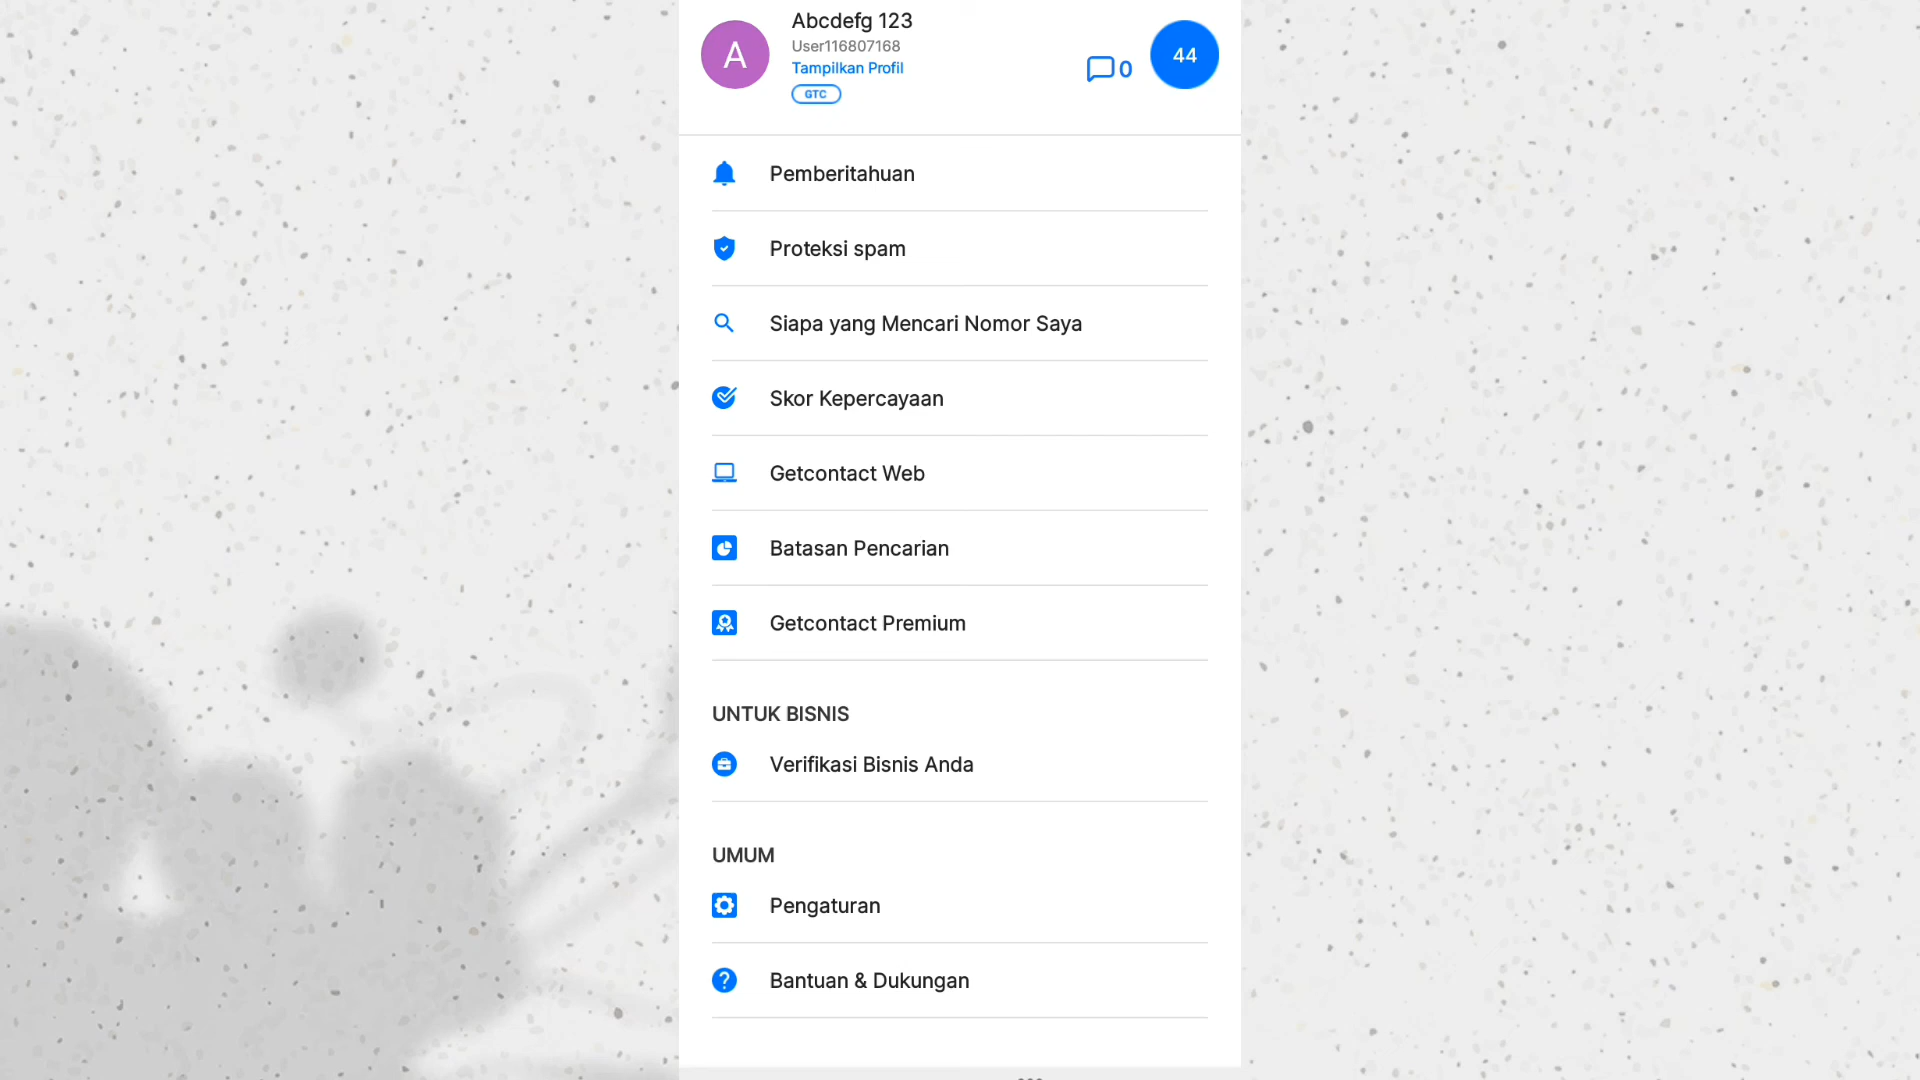 A
Abcdefg 123
User116807168
Tampilkan Profil
GTC
0
44
Pemberitahuan
Proteksi spam
Siapa yang Mencari Nomor Saya
Skor Kepercayaan
Getcontact Web
Batasan Pencarian
Getcontact Premium
UNTUK BISNIS
Verifikasi Bisnis Anda
UMUM
Pengaturan
Bantuan & Dukungan